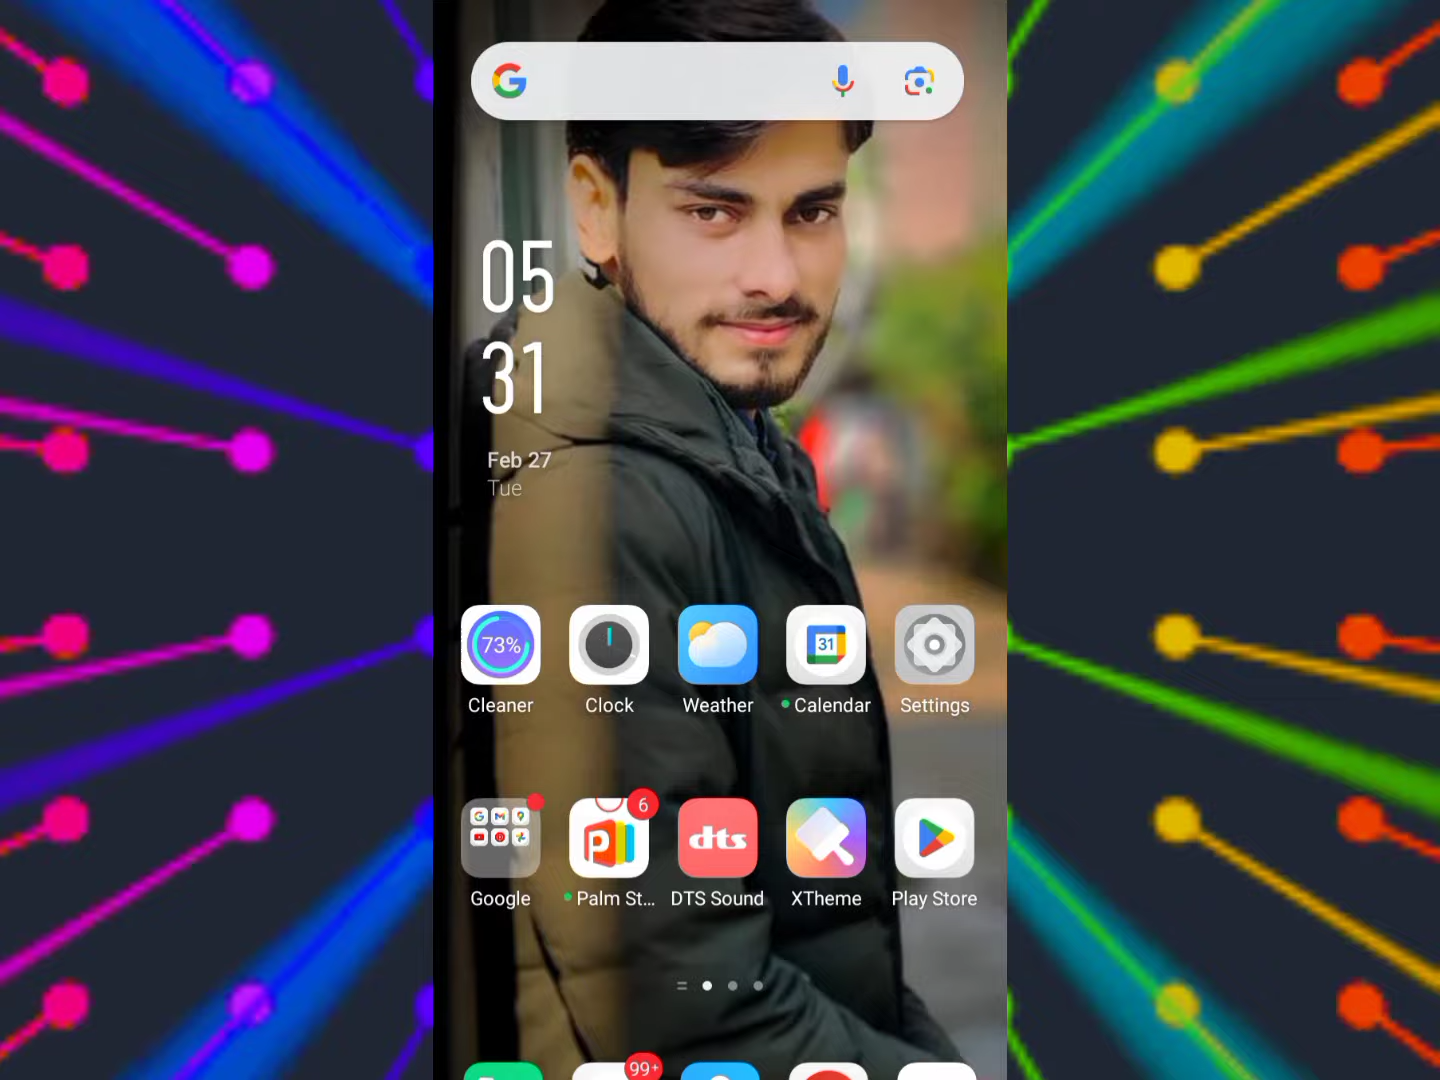 05
31
Feb 27
Tue
73%
31
Cleaner
Clock
Weather
Calendar
Settings
6
dts
Google
Palm St...
DTS Sound
XTheme
Play Store
99+